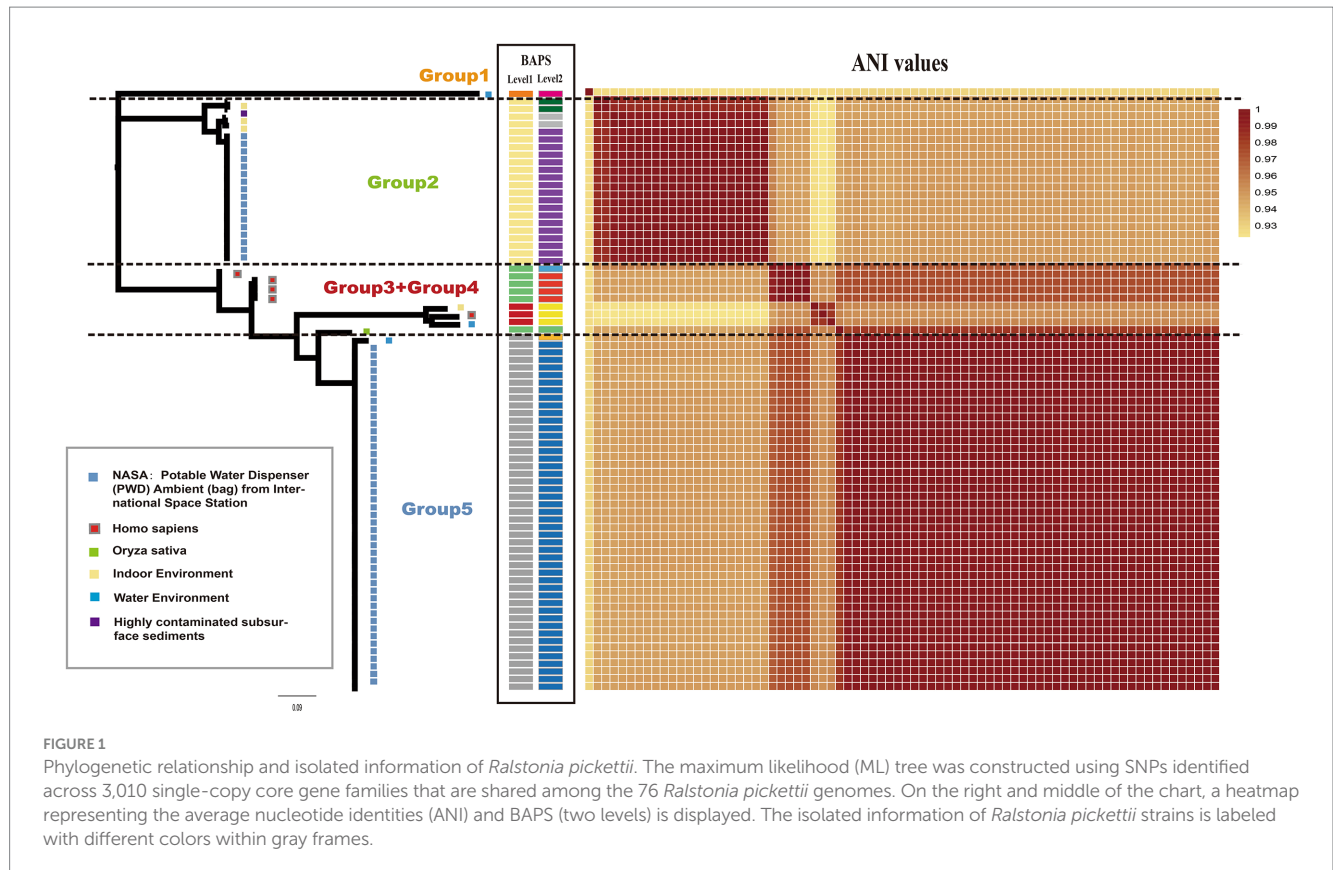 BAPS
Level1 Level2
ANI values
Group1
Group2
Group3+Group4
Group5
1
0.99
0.98
0.97
0.96
0.95
0.94
0.93
NASA: Potable Water Dispenser
(PWD) Ambient (bag) from Inter-
national Space Station
Homo sapiens
Oryza sativa
Indoor Environment
Water Environment
Highly contaminated subsur-
face sediments
0.09
FIGURE 1
Phylogenetic relationship and isolated information of Ralstonia pickettii. The maximum likelihood (ML) tree was constructed using SNPs identified
across 3,010 single-copy core gene families that are shared among the 76 Ralstonia pickettii genomes. On the right and middle of the chart, a heatmap
representing the average nucleotide identities (ANI) and BAPS (two levels) is displayed. The isolated information of Ralstonia pickettii strains is labeled
with different colors within gray frames.